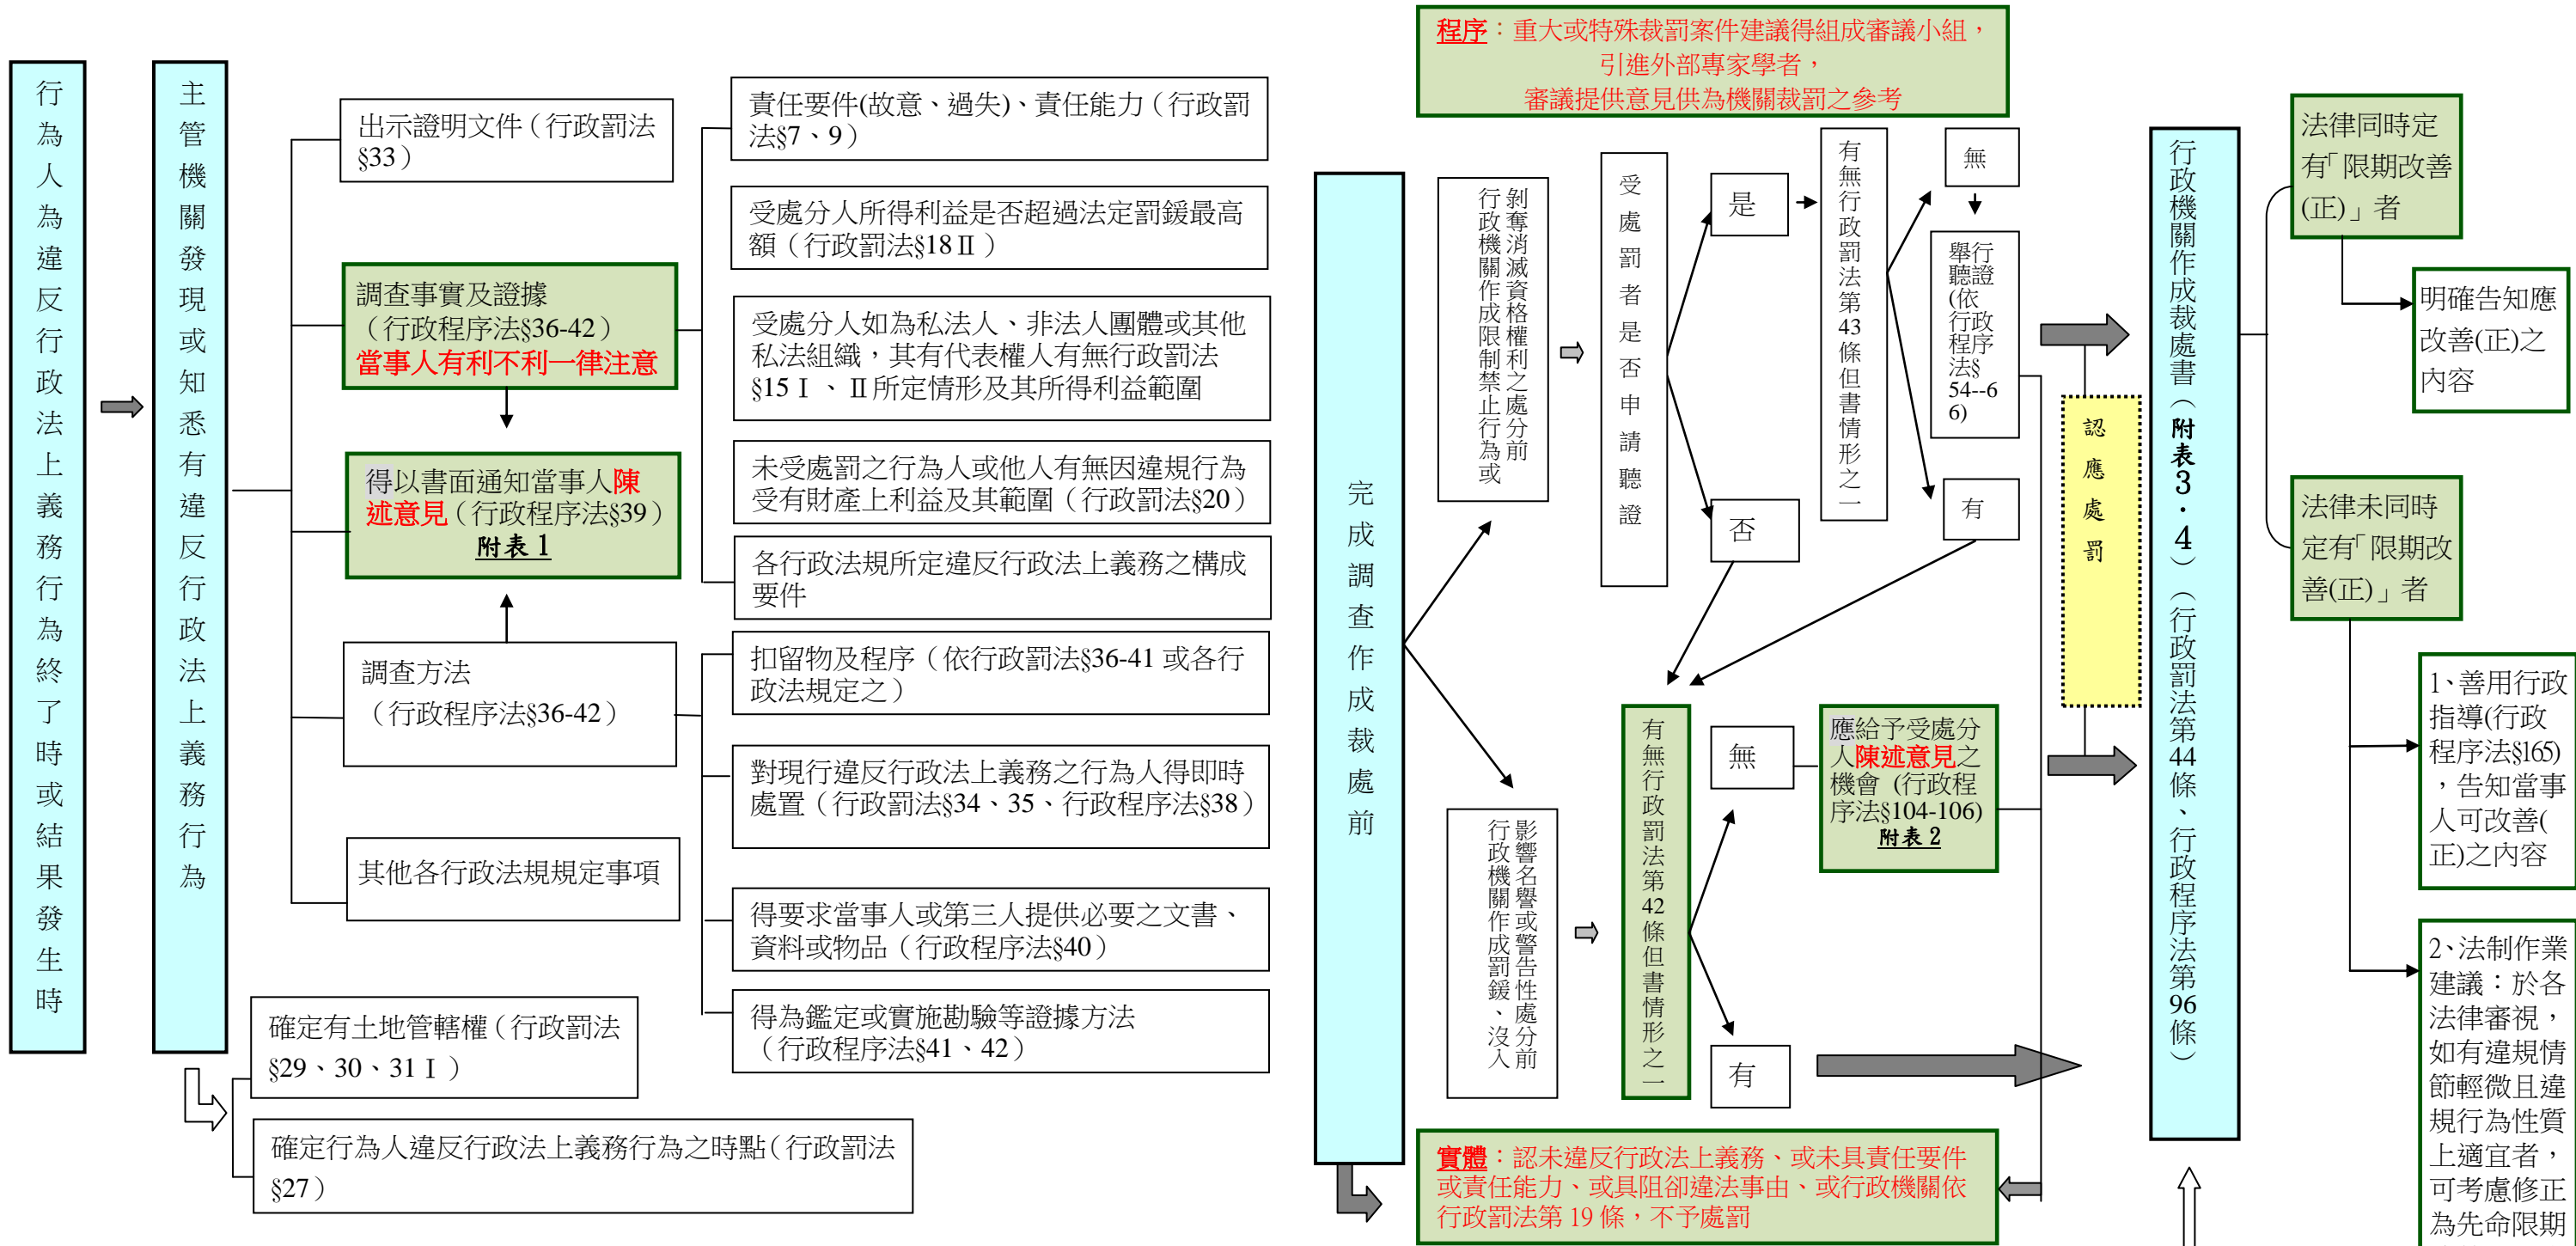 程序：重大或特殊裁罰案件建議得組成審議小組，
引進外部專家學者，
審議提供意見供為機關裁罰之參考
行為人為違反行政法上義務行為終了時或結果發生時
主管機關發現或知悉有違反行政法上義務行為
出示證明文件（行政罰法
§33）
調查事實及證據
（行政程序法§36-42）
當事人有利不利一律注意
得以書面通知當事人陳
述意見（行政程序法§39）
附表 1
調查方法
（行政程序法§36-42）
其他各行政法規規定事項
確定有土地管轄權（行政罰法
§29、30、31Ⅰ）
確定行為人違反行政法上義務行為之時點（行政罰法
§27）
責任要件(故意、過失)、責任能力（行政罰
法§7、9）
受處分人所得利益是否超過法定罰鍰最高
額（行政罰法§18Ⅱ）
受處分人如為私法人、非法人團體或其他
私法組織，其有代表權人有無行政罰法
§15Ⅰ、Ⅱ所定情形及其所得利益範圍
未受處罰之行為人或他人有無因違規行為
受有財產上利益及其範圍（行政罰法§20）
各行政法規所定違反行政法上義務之構成
要件
扣留物及程序（依行政罰法§36-41 或各行
政法規定之）
對現行違反行政法上義務之行為人得即時
處置（行政罰法§34、35、行政程序法§38）
得要求當事人或第三人提供必要之文書、
資料或物品（行政程序法§40）
得為鑑定或實施勘驗等證據方法
（行政程序法§41、42）
完成調查作成裁處前
行政機關作成限制禁止行為或
剝奪消滅資格權利之處分前
受處罰者是否申請聽證
是
否
有無行政罰法第43條但書情形之一
無
舉行
聽證
(依
行政
程序
法§
54--6
6)
有
行政機關作成罰鍰、沒入
影響名譽或警告性處分前
有無行政罰法第42條但書情形之一
無
應給予受處分
人陳述意見之
機會 (行政程
序法§104-106)
附表 2
有
實體：認未違反行政法上義務、或未具責任要件
或責任能力、或具阻卻違法事由、或行政機關依
行政罰法第 19 條，不予處罰
認應處罰
行政機關作成裁處書（附表3．4）（行政罰法第44條、行政程序法第96條）
法律同時定
有「限期改善
(正)」者
明確告知應
改善(正)之
內容
法律未同時
定有「限期改
善(正)」者
1、善用行政
指導(行政
程序法§165)
，告知當事
人可改善(
正)之內容
2、法制作業
建議：於各
法律審視，
如有違規情
節輕微且違
規行為性質
上適宜者，
可考慮修正
為先命限期